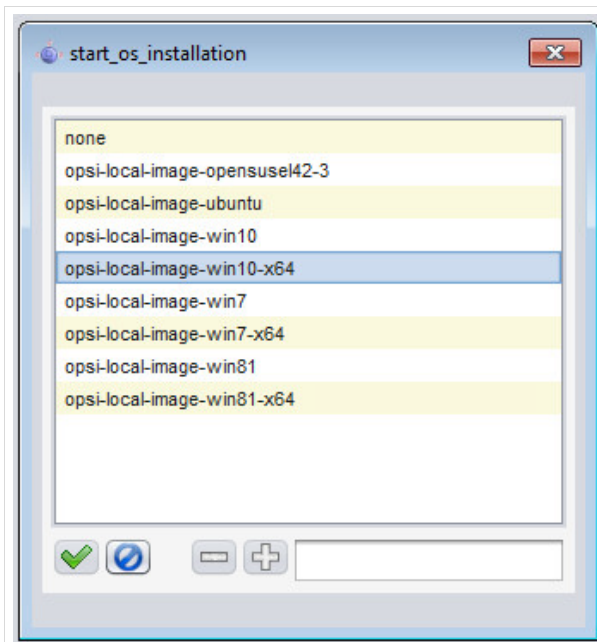 start_os_installation
none
opsi-local-image-opensusel42-3
opsi-local-image-ubuntu
opsi-local-image-win10
opsi-local-image-win10-x64
opsi-local-image-win7
opsi-local-image-win7-x64
opsi-local-image-win81
opsi-local-image-win81-x64